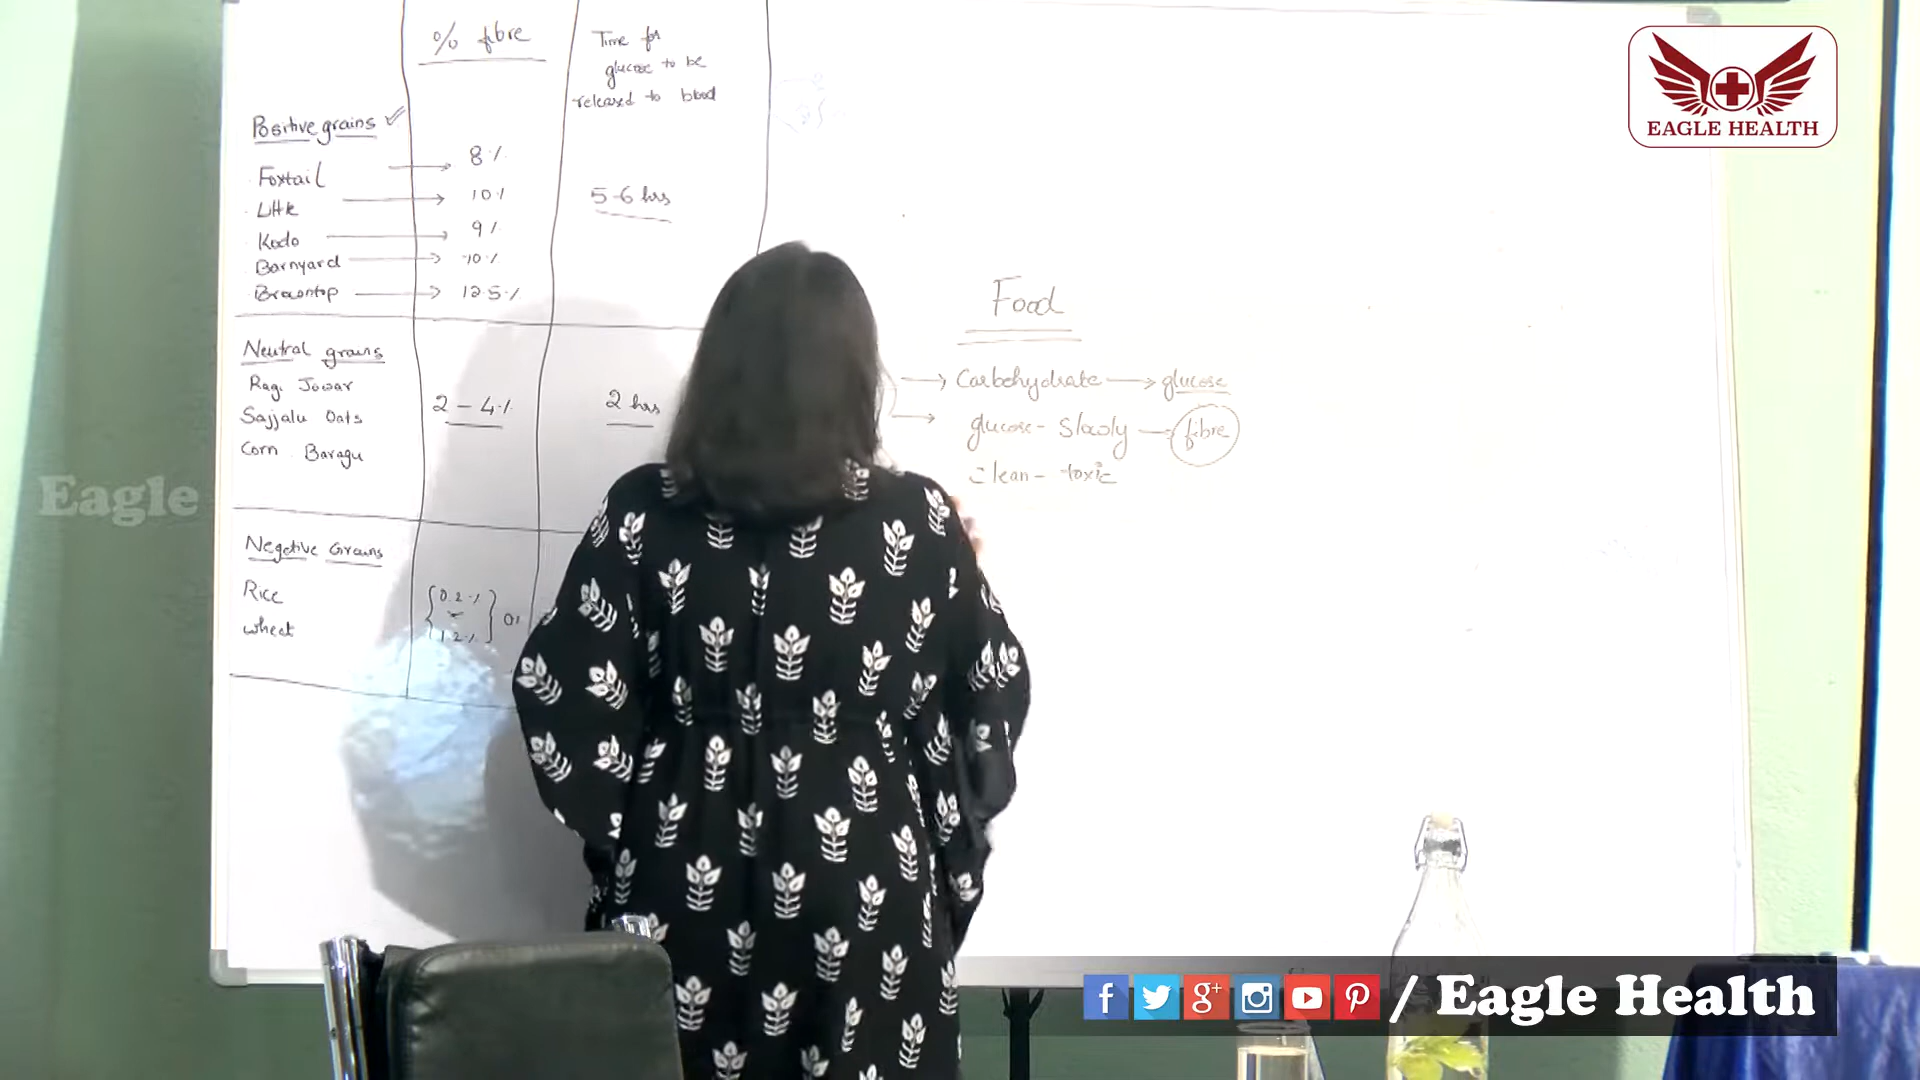 % fibre
Time for
glucose to be
released to blood
Positive grains
Foxtail 8%
Little 10%
5-6 hrs
Kodo 9%
Barnyard 10%
Browntop 12.5%
Neutral grains
Ragi Jowar
Sajjalu Oats
Corn Baragu
2 - 4%
2 hrs
Negetive Grains
Rice 0.2%
wheat 1.2%
Food
Carbohydrate → glucose
glucose - Slowly → fibre
clean - toxic
EAGLE HEALTH
Eagle
/ Eagle Health